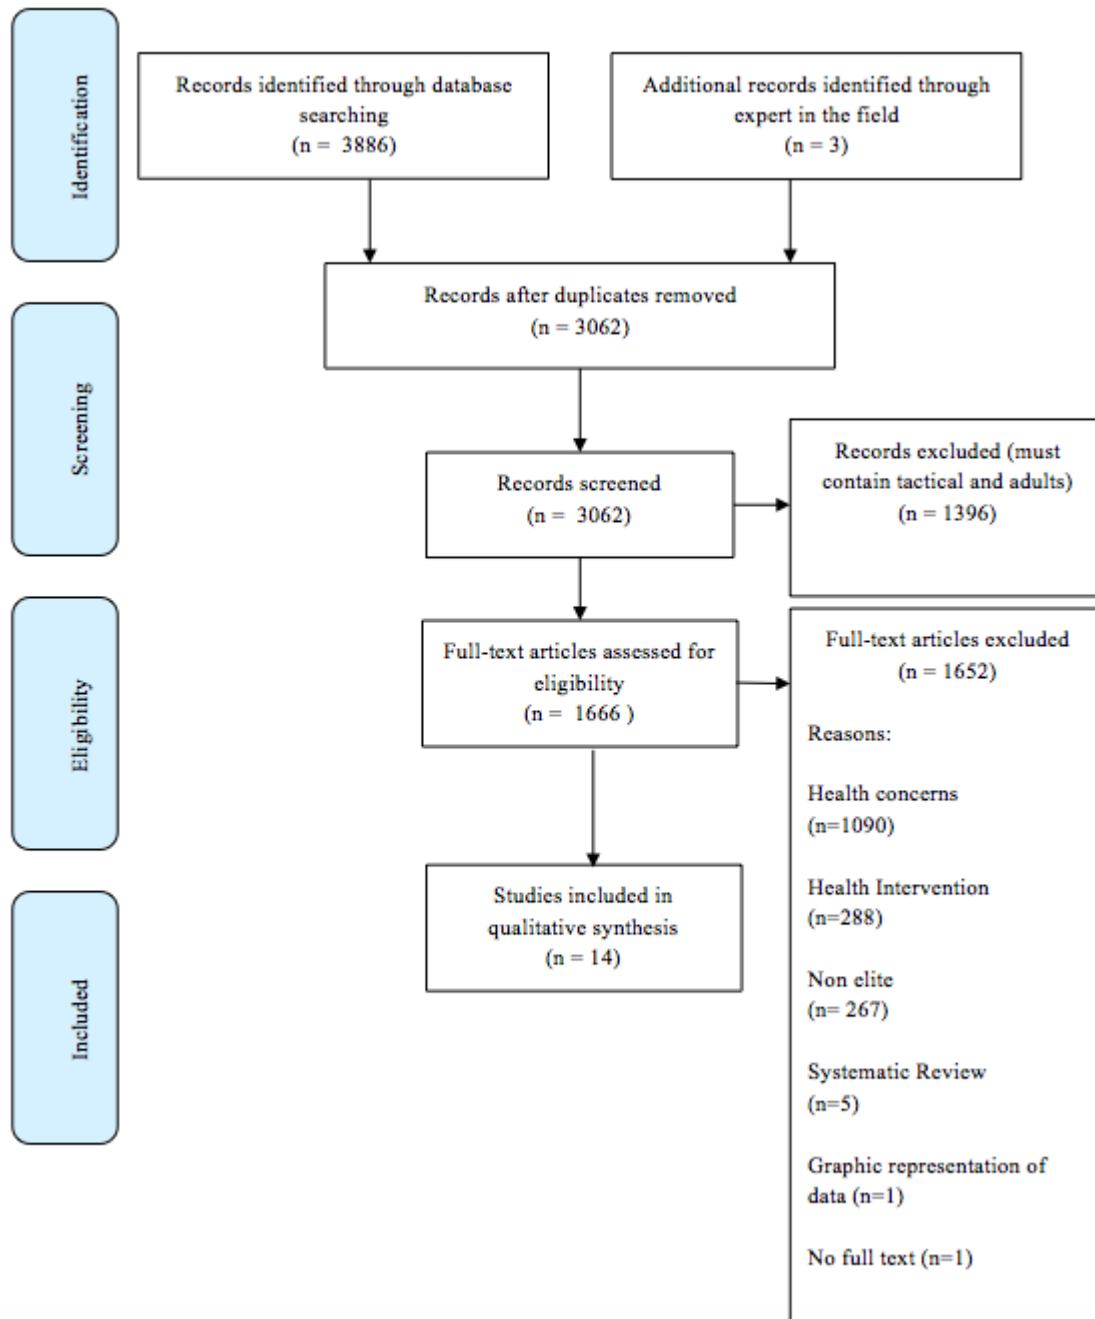 Identification
Records identified through database
searching
(n = 3886)
Additional records identified through
expert in the field
(n = 3)
Records after duplicates removed
(n = 3062)
Screening
Records screened
(n = 3062)
Records excluded (must
contain tactical and adults)
(n = 1396)
Eligibility
Full-text articles assessed for
eligibility
(n = 1666 )
Full-text articles excluded
(n = 1652)
Reasons:
Health concerns
(n=1090)
Health Intervention
(n=288)
Non elite
(n= 267)
Systematic Review
(n=5)
Graphic representation of
data (n=1)
No full text (n=1)
Included
Studies included in
qualitative synthesis
(n = 14)